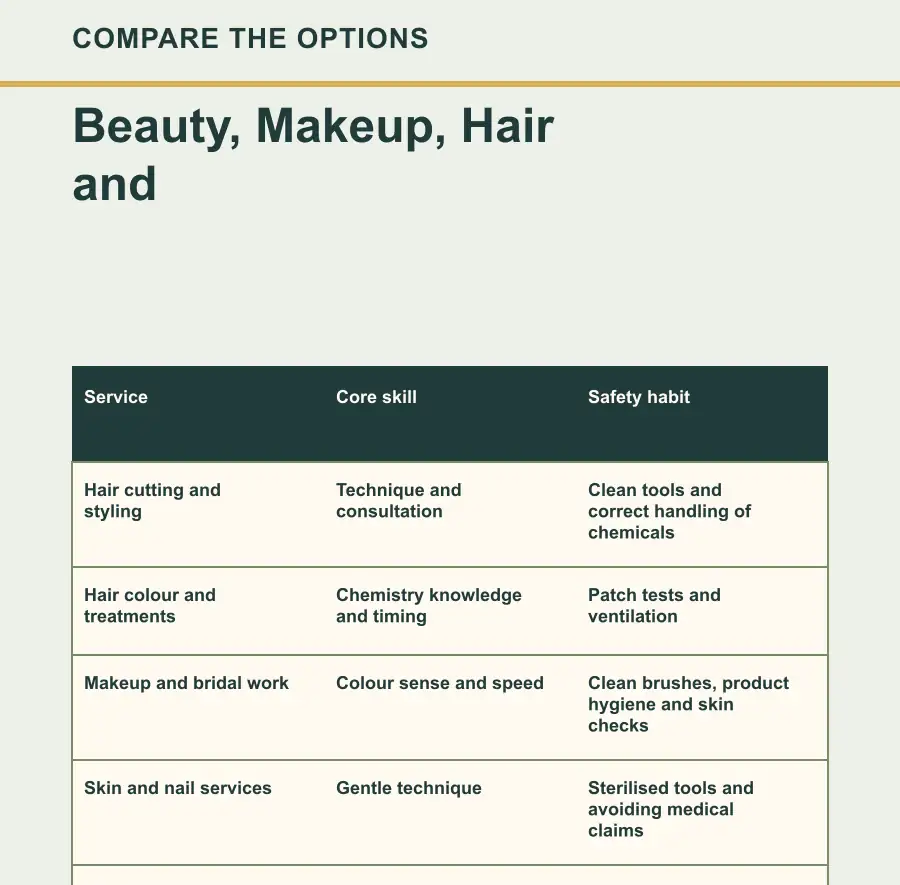 COMPARE THE OPTIONS
Beauty, Makeup, Hair
and
Service Core skill Safety habit
Hair cutting and
styling
Technique and
consultation
Clean tools and
correct handling of
chemicals
Hair colour and
treatments
Chemistry knowledge
and timing
Patch tests and
ventilation
Makeup and bridal work
Colour sense and speed
Clean brushes, product
hygiene and skin
checks
Skin and nail services
Gentle technique
Sterilised tools and
avoiding medical
claims